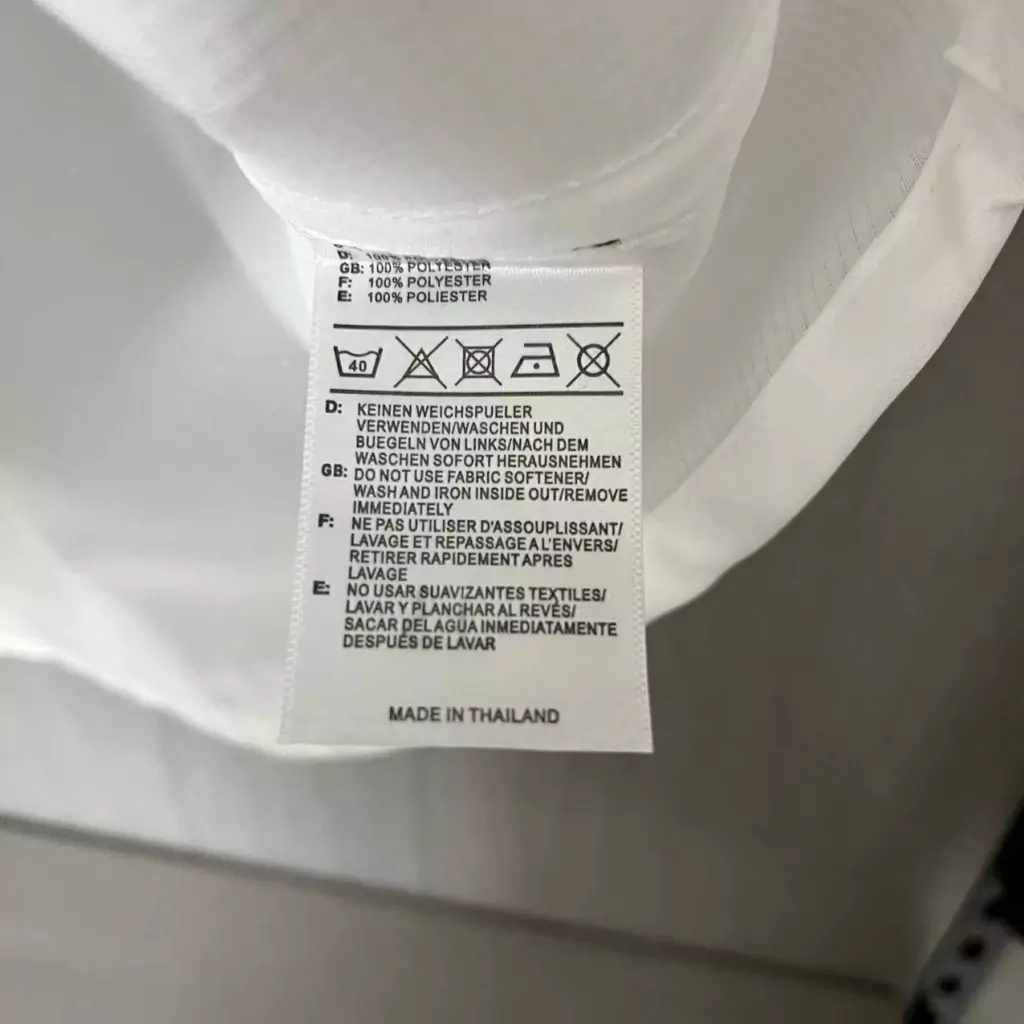 D: 100%
GB: 100% POLYESTER
F: 100% POLYESTER
E: 100% POLIESTER
40
D: KEINEN WEICHSPUELER
VERWENDEN/WASCHEN UND
BUEGELN VON LINKS/NACH DEM
WASCHEN SOFORT HERAUSNEHMEN
GB: DO NOT USE FABRIC SOFTENER/
WASH AND IRON INSIDE OUT/REMOVE
IMMEDIATELY
F: NE PAS UTILISER D'ASSOUPLISSANT/
LAVAGE ET REPASSAGE A L'ENVERS/
RETIRER RAPIDEMENT APRES
LAVAGE
E: NO USAR SUAVIZANTES TEXTILES/
LAVAR Y PLANCHAR AL REVÉS/
SACAR DEL AGUA INMEDIATAMENTE
DESPUÉS DE LAVAR
MADE IN THAILAND